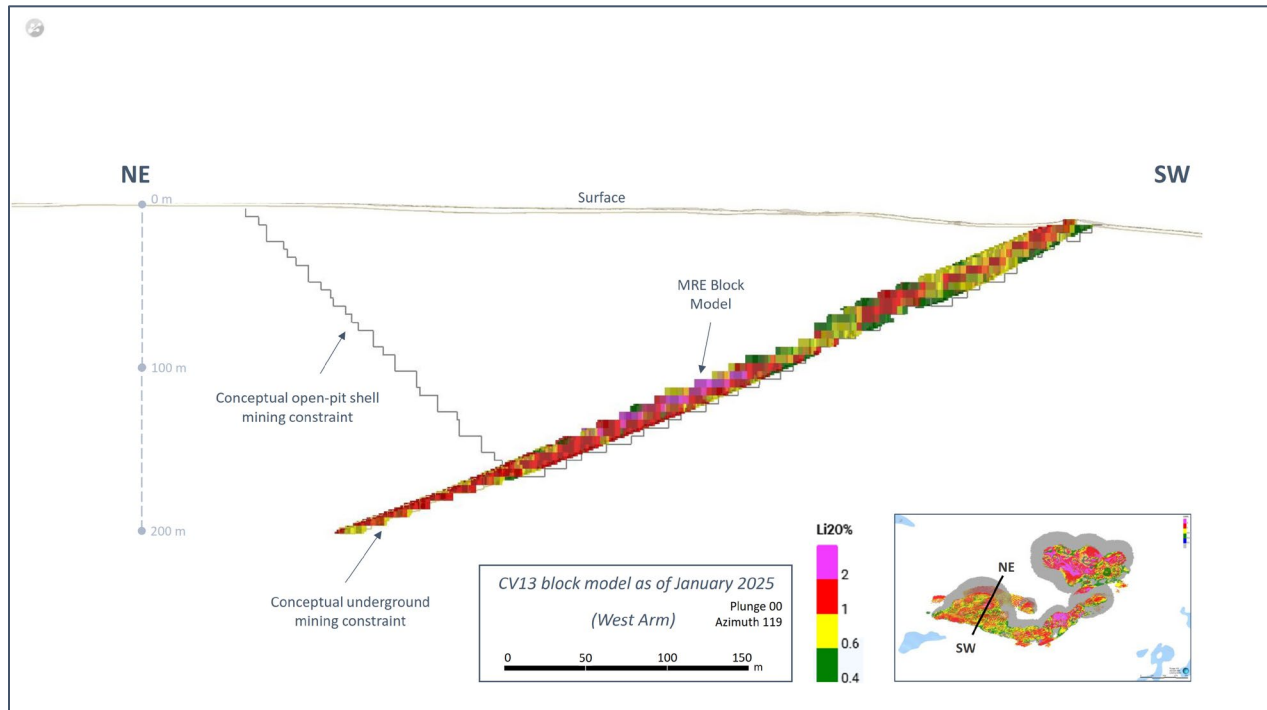 NE
SW
0 m
Surface
MRE Block
Model
100 m
Conceptual open-pit shell
mining constraint
200 m
Conceptual underground
mining constraint
CV13 block model as of January 2025
(West Arm)
Plunge 00
Azimuth 119
0 50 100 150
m
Li20%
2
1
0.6
0.4
NE
SW